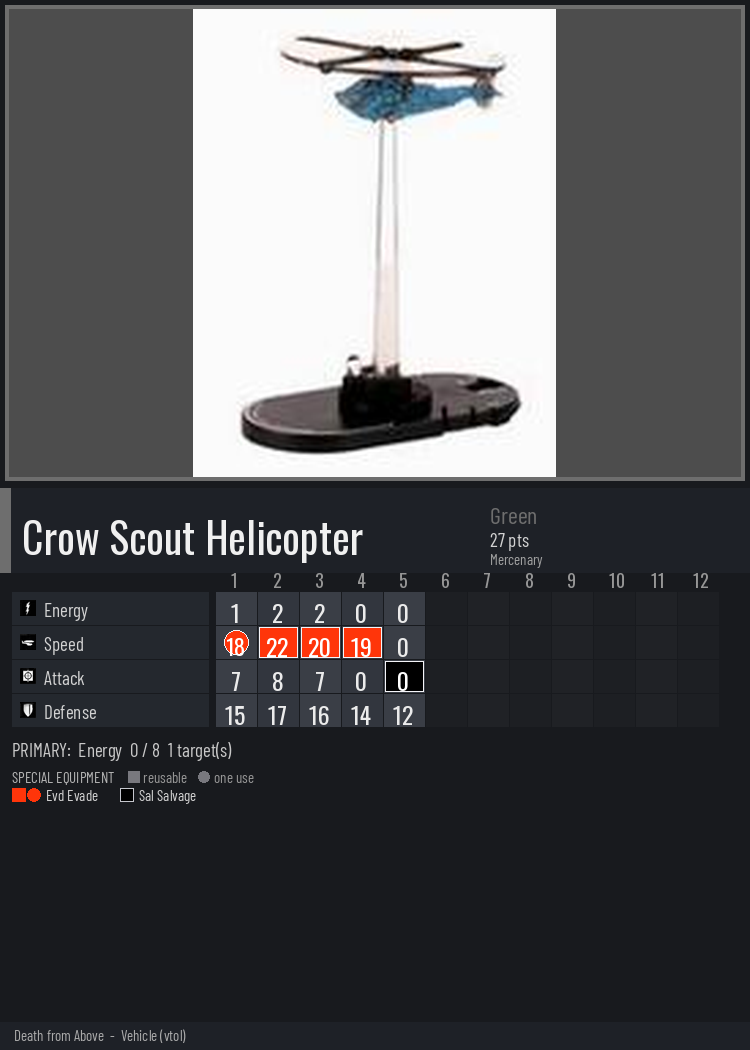 Crow Scout Helicopter
Green
27 pts
Mercenary
1 2 3 4 5 6 7 8 9 10 11 12
Energy 1 2 2 0 0
Speed 18 22 20 19 0
Attack 7 8 7 0 0
Defense 15 17 16 14 12
PRIMARY: Energy 0 / 8 1 target(s)
SPECIAL EQUIPMENT reusable one use
Evd Evade Sal Salvage
Death from Above - Vehicle (vtol)